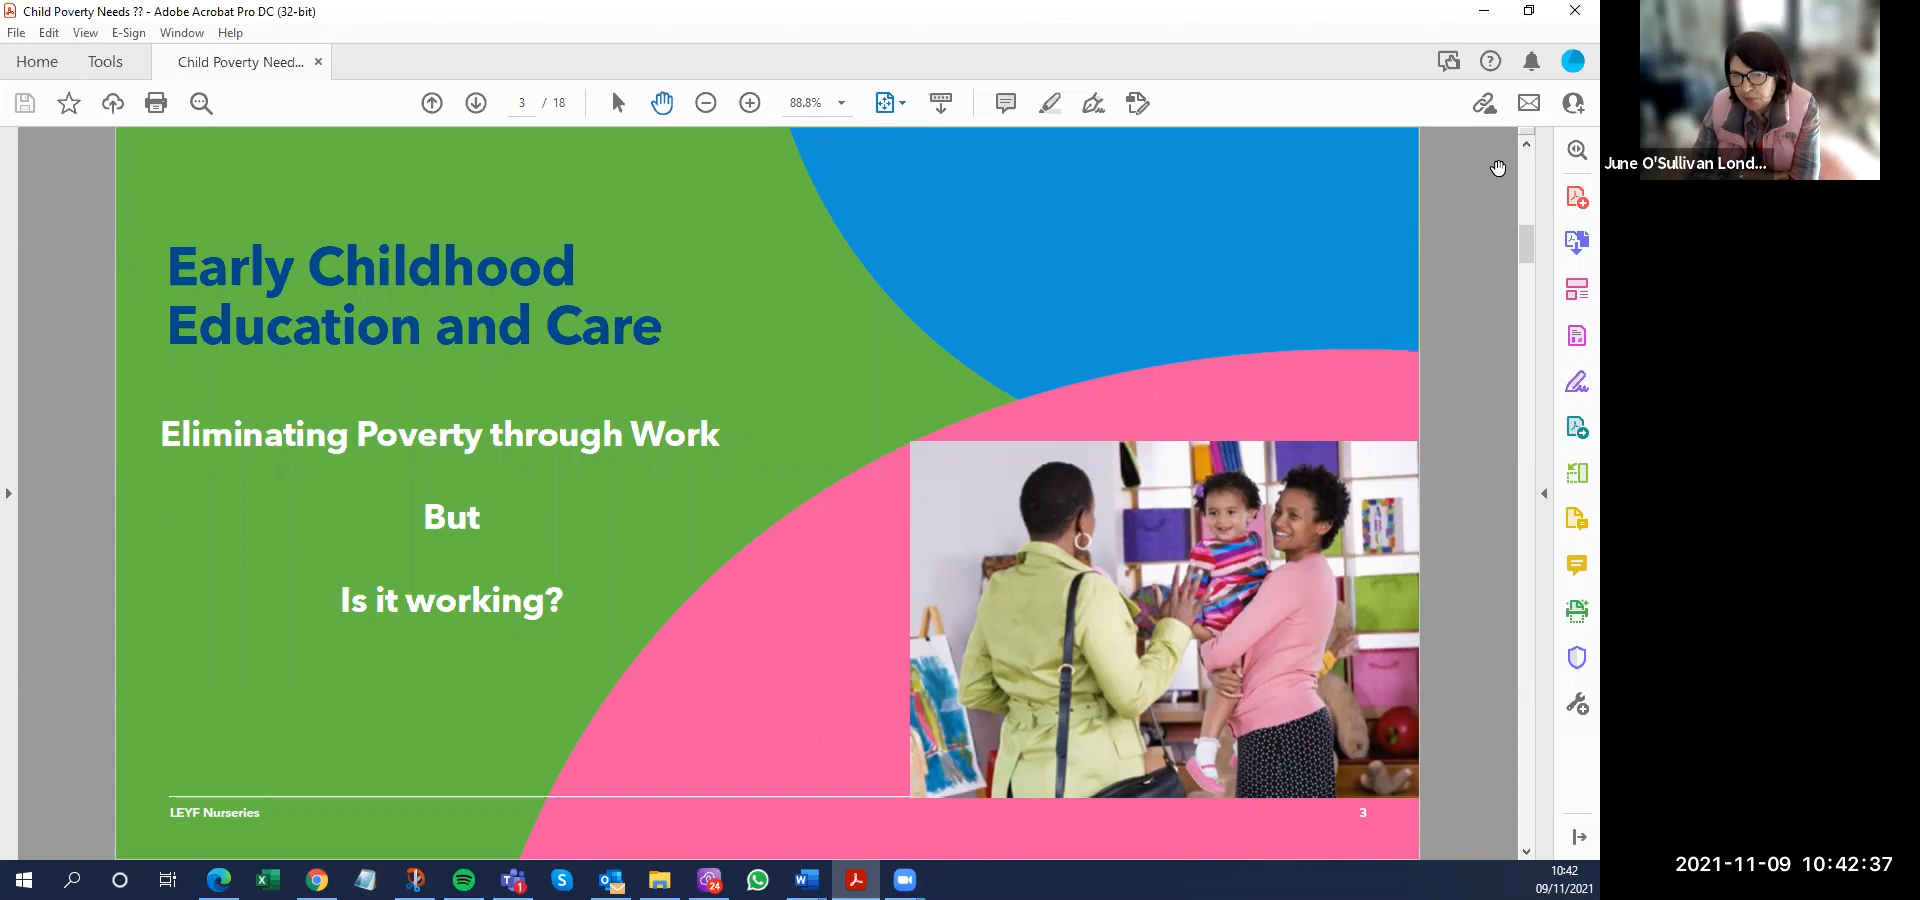 Child Poverty Needs ?? - Adobe Acrobat Pro DC (32-bit)
File Edit View E-Sign Window Help
Home Tools Child Poverty Need... ×
3 / 18 88.8%
Early Childhood
Education and Care
Eliminating Poverty through Work
But
Is it working?
LEYF Nurseries
3
June O'Sullivan Lond...
2021-11-09 10:42:37
24
1
10:42
09/11/2021